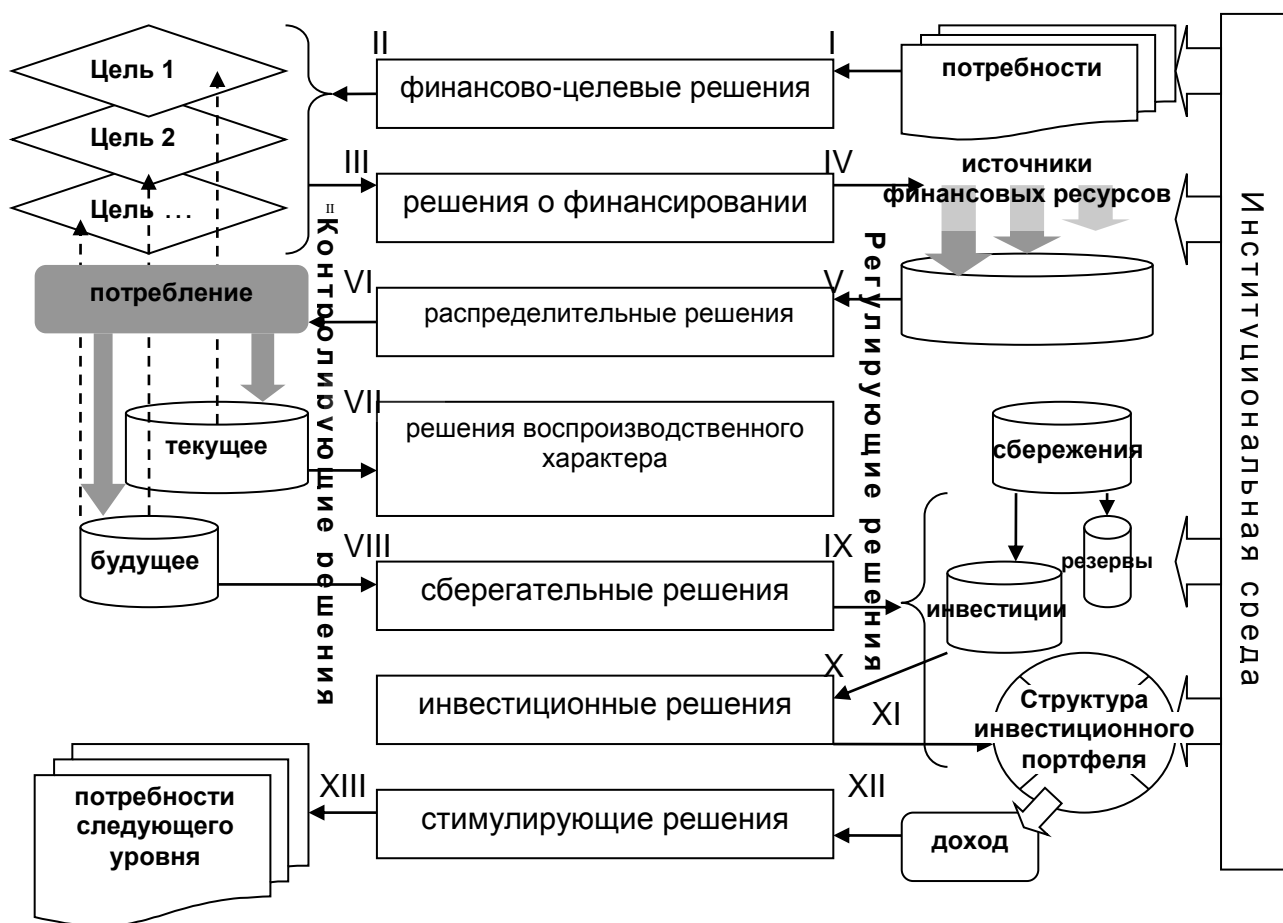 II
I
Цель 1
финансово-целевые решения
потребности
Цель 2
III
IV
источники
финансовых ресурсов
Цель ...
решения о финансировании
II
Контролирующие решения
Регулирующие решения
Институциональная среда
потребление
VI
V
распределительные решения
VII
текущее
решения воспроизводственного
характера
сбережения
будущее
VIII
IX
резервы
сберегательные решения
инвестиции
X
инвестиционные решения
XI
Структура
инвестиционного
портфеля
потребности
следующего
уровня
XIII
XII
стимулирующие решения
доход